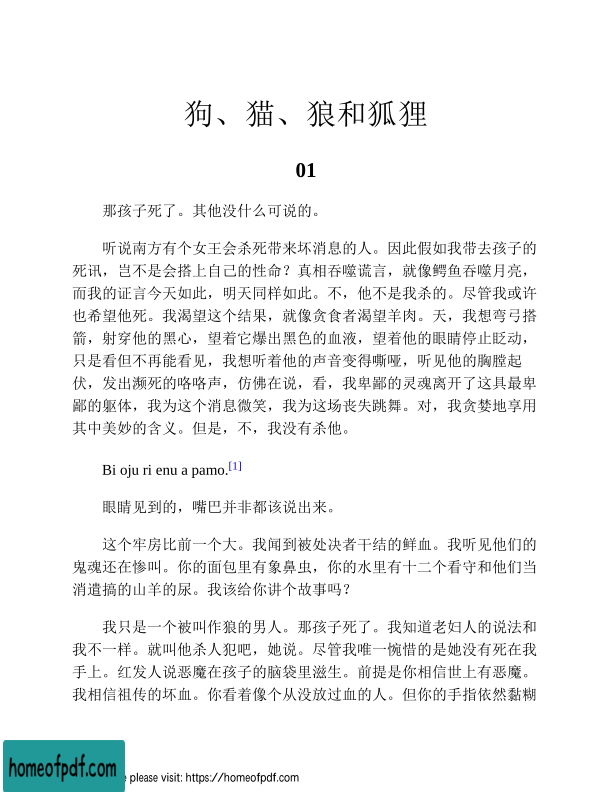 狗、猫、狼和狐狸
01
那孩子死了。其他没什么可说的。
听说南方有个女王会杀死带来坏消息的人。因此假如我带去孩子的
死讯，岂不是会搭上自己的性命？真相吞噬谎言，就像鳄鱼吞噬月亮，
而我的证言今天如此，明天同样如此。不，他不是我杀的。尽管我或许
也希望他死。我渴望这个结果，就像贪食者渴望羊肉。天，我想弯弓搭
箭，射穿他的黑心，望着它爆出黑色的血液，望着他的眼睛停止眨动，
只是看但不再能看见，我想听着他的声音变得嘶哑，听见他的胸膛起
伏，发出濒死的咯咯声，仿佛在说，看，我卑鄙的灵魂离开了这具最卑
鄙的躯体，我为这个消息微笑，我为这场丧失跳舞。对，我贪婪地享用
其中美妙的含义。但是，不，我没有杀他。
Bi oju ri enu a pamo.[1]
眼睛见到的，嘴巴并非都该说出来。
这个牢房比前一个大。我闻到被处决者干结的鲜血。我听见他们的
鬼魂还在惨叫。你的面包里有象鼻虫，你的水里有十二个看守和他们当
消遣搞的山羊的尿。我该给你讲个故事吗？
我只是一个被叫作狼的男人。那孩子死了。我知道老妇人的说法和
我不一样。就叫他杀人犯吧，她说。尽管我唯一惋惜的是她没有死在我
手上。红发人说恶魔在孩子的脑袋里滋生。前提是你相信世上有恶魔。
我相信祖传的坏血。你看着像个从没放过血的人。但你的手指依然黏糊
homeofpdf.com
e please visit: https://homeofpdf.com